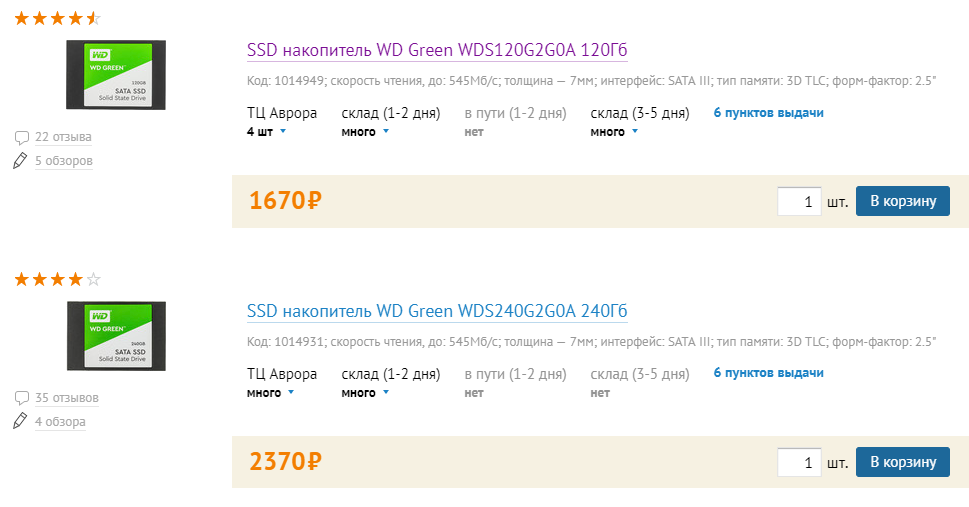 SSD накопитель WD Green WDS120G2G0A 120Гб
WD
WD GREEN™
120GB
SATA SSD
Solid State Drive
Код: 1014949; скорость чтения, до: 545Мб/с; толщина — 7мм; интерфейс: SATA III; тип памяти: 3D TLC; форм-фактор: 2.5"
ТЦ Аврора склад (1-2 дня) в пути (1-2 дня) склад (3-5 дня) 6 пунктов выдачи
4 шт много нет много
22 отзыва
5 обзоров
1670₽ 1 шт. В корзину
SSD накопитель WD Green WDS240G2G0A 240Гб
WD
WD GREEN™
240GB
SATA SSD
Solid State Drive
Код: 1014931; скорость чтения, до: 545Мб/с; толщина — 7мм; интерфейс: SATA III; тип памяти: 3D TLC; форм-фактор: 2.5"
ТЦ Аврора склад (1-2 дня) в пути (1-2 дня) склад (3-5 дня) 6 пунктов выдачи
много много нет нет
35 отзывов
4 обзора
2370₽ 1 шт. В корзину